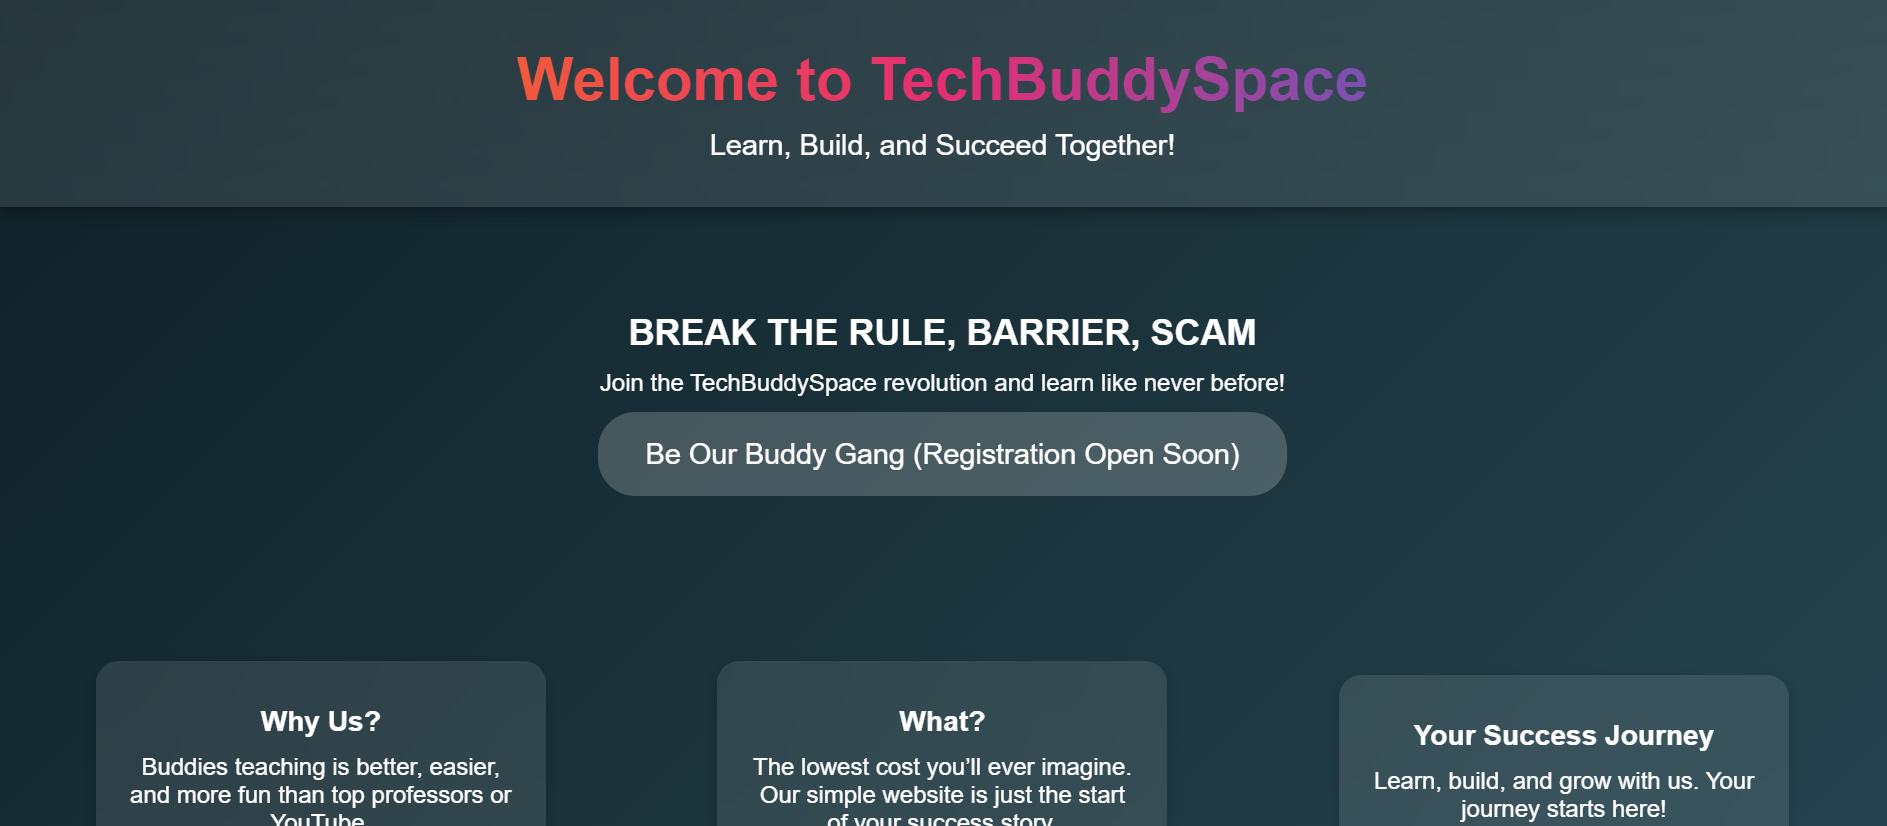 Welcome to TechBuddySpace
Learn, Build, and Succeed Together!
BREAK THE RULE, BARRIER, SCAM
Join the TechBuddySpace revolution and learn like never before!
Be Our Buddy Gang (Registration Open Soon)
Why Us?
Buddies teaching is better, easier,
and more fun than top professors or
YouTube
What?
The lowest cost you’ll ever imagine.
Our simple website is just the start
of your success story
Your Success Journey
Learn, build, and grow with us. Your
journey starts here!